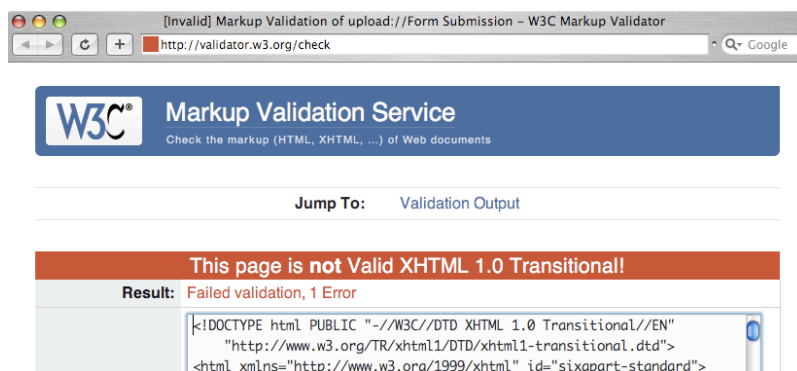 [Invalid] Markup Validation of upload://Form Submission – W3C Markup Validator
http://validator.w3.org/check
Google
W3C®
Markup Validation Service
Check the markup (HTML, XHTML, ...) of Web documents
Jump To: Validation Output
This page is not Valid XHTML 1.0 Transitional!
Result: Failed validation, 1 Error
<!DOCTYPE html PUBLIC "-//W3C//DTD XHTML 1.0 Transitional//EN"
"http://www.w3.org/TR/xhtml1/DTD/xhtml1-transitional.dtd">
<html xmlns="http://www.w3.org/1999/xhtml" id="sixapart-standard">